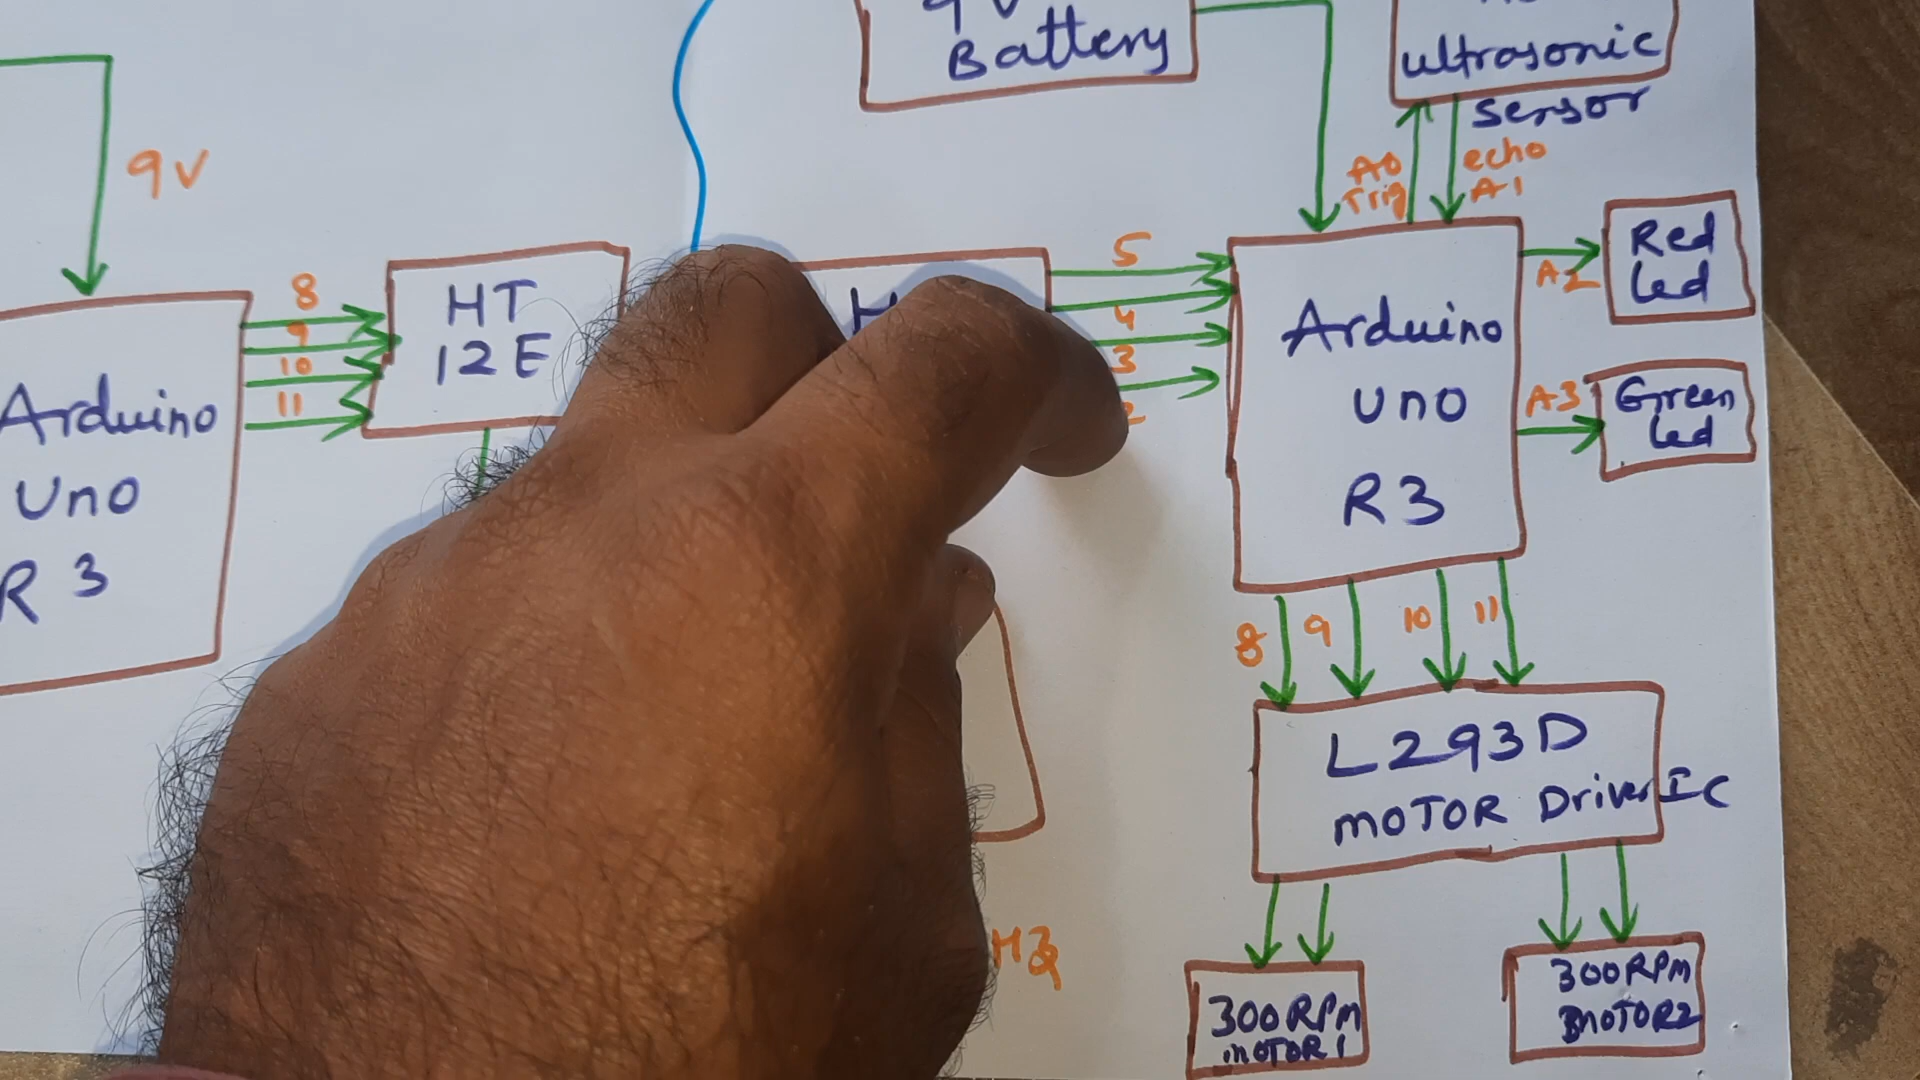 Battery
ultrasonic
sensor
9V
A0
Trig
echo
A1
8
9
10
11
HT
12E
5
4
3
2
Arduino
UnO
R3
Arduino
UnO
R3
A2
Red
Led
A3
Green
Led
8
9
10
11
L293D
MOTOR Driver IC
HZ
300RPM
MOTOR1
300RPM
MOTOR2